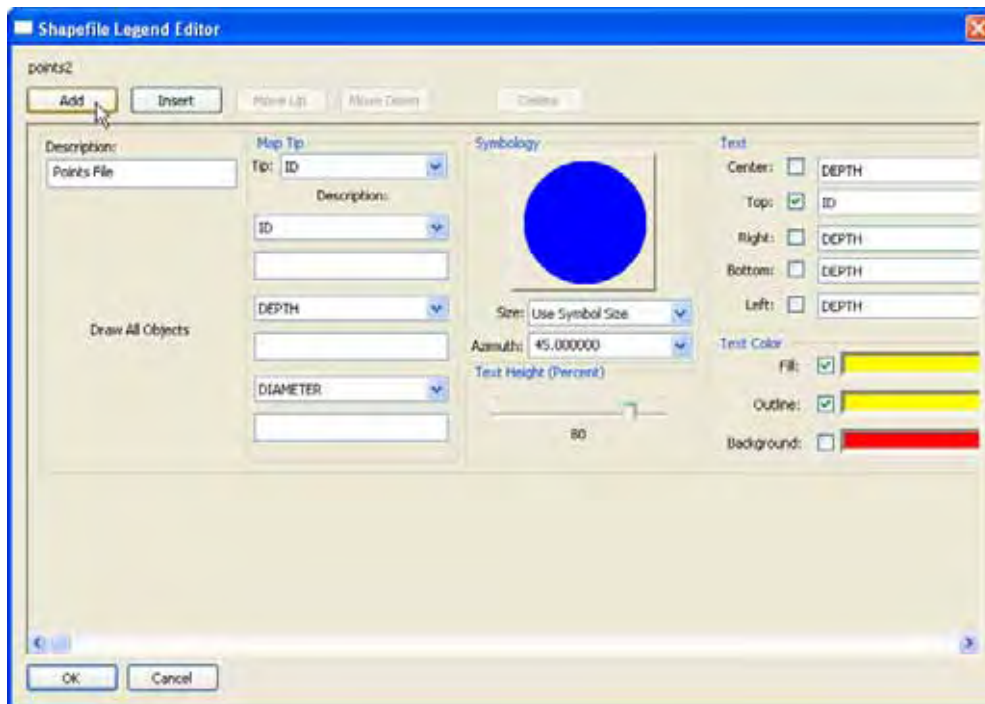 Shapefile Legend Editor
points2
Add Insert Move Up Move Down Delete
Description:
Points File
Draw All Objects
Map Tip
Tip: ID
Description:
ID
DEPTH
DIAMETER
Symbology
Size: Use Symbol Size
Azimuth: 45.000000
Text Height (Percent)
80
Text
Center: DEPTH
Top: ID
Right: DEPTH
Bottom: DEPTH
Left: DEPTH
Text Color
Fill:
Outline:
Background:
OK Cancel